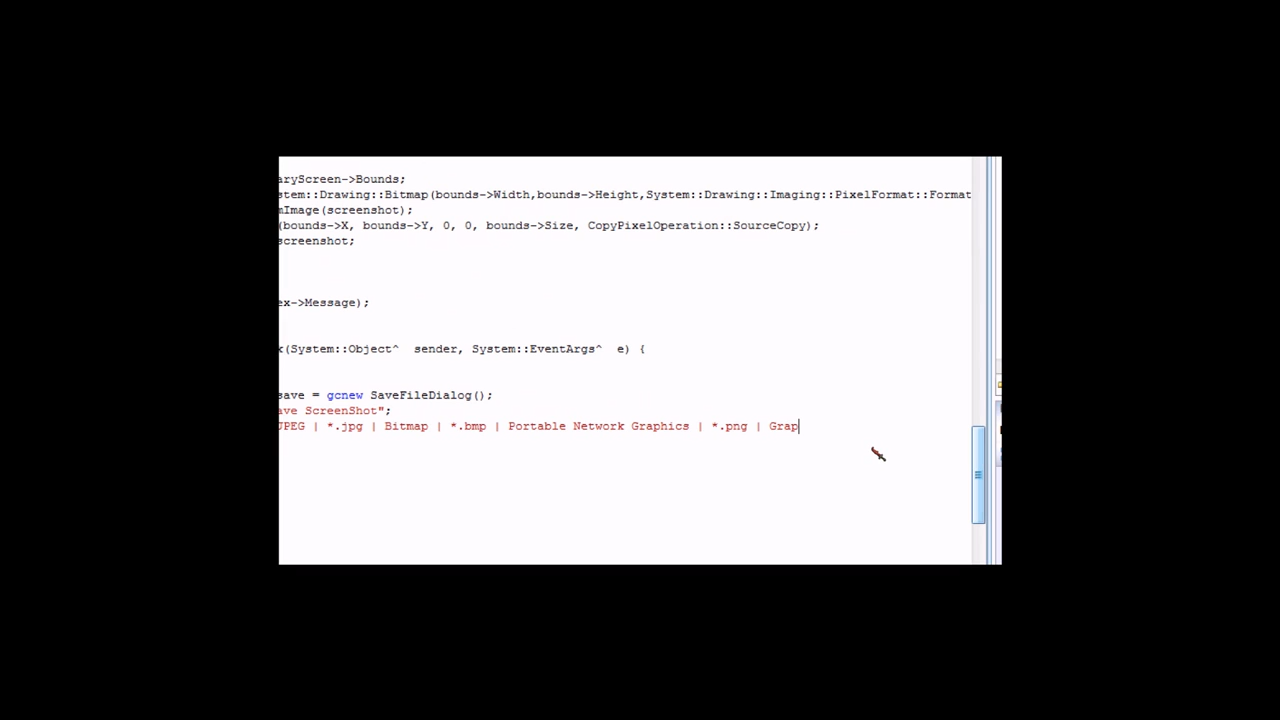 aryScreen->Bounds;
stem::Drawing::Bitmap(bounds->Width,bounds->Height,System::Drawing::Imaging::PixelFormat::Format
mImage(screenshot);
(bounds->X, bounds->Y, 0, 0, bounds->Size, CopyPixelOperation::SourceCopy);
screenshot;
ex->Message);
k(System::Object^  sender, System::EventArgs^  e) {
save = gcnew SaveFileDialog();
ave ScreenShot";
JPEG | *.jpg | Bitmap | *.bmp | Portable Network Graphics | *.png | Grap